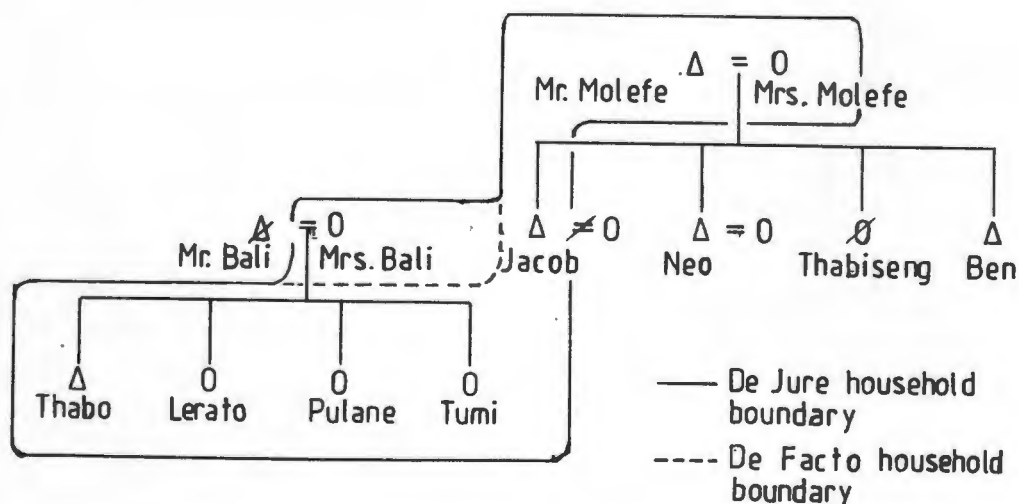 Δ = O
Mr. Molefe Mrs. Molefe
Δ = O
Mr. Bali Mrs. Bali
Δ ≠ O Δ = O O Δ
Jacob Neo Thabiseng Ben
Δ O O O
Thabo Lerato Pulane Tumi
De Jure household
boundary
De Facto household
boundary